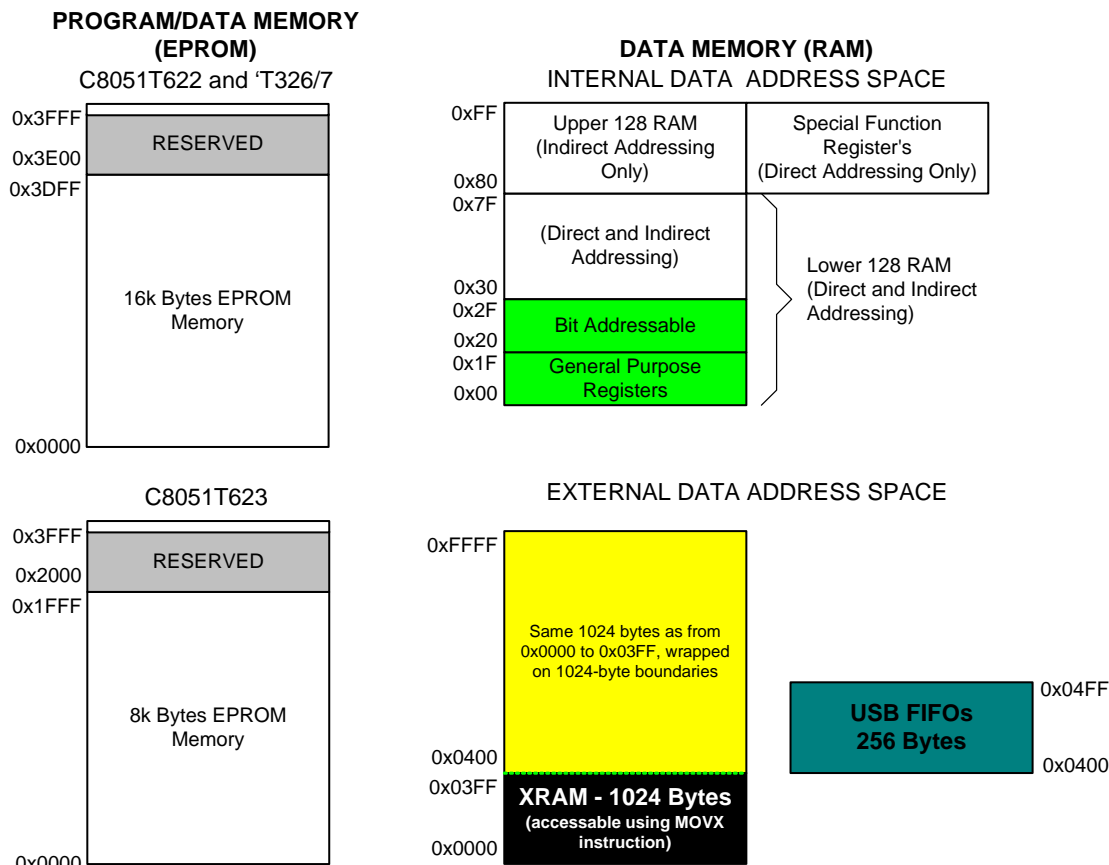 PROGRAM/DATA MEMORY
(EPROM)
C8051T622 and ‘T326/7
0x3FFF
RESERVED
0x3E00
0x3DFF
16k Bytes EPROM
Memory
0x0000
C8051T623
0x3FFF
RESERVED
0x2000
0x1FFF
8k Bytes EPROM
Memory
0x0000
DATA MEMORY (RAM)
INTERNAL DATA ADDRESS SPACE
0xFF
Upper 128 RAM
(Indirect Addressing
Only)
Special Function
Register's
(Direct Addressing Only)
0x80
0x7F
(Direct and Indirect
Addressing)
0x30
Lower 128 RAM
(Direct and Indirect
Addressing)
0x2F
Bit Addressable
0x20
0x1F
General Purpose
Registers
0x00
EXTERNAL DATA ADDRESS SPACE
0xFFFF
Same 1024 bytes as from
0x0000 to 0x03FF, wrapped
on 1024-byte boundaries
0x0400
0x03FF
XRAM - 1024 Bytes
(accessable using MOVX
instruction)
0x0000
0x04FF
USB FIFOs
256 Bytes
0x0400